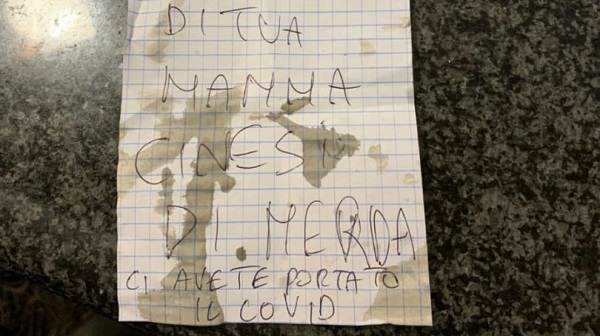 DI TUA
MAMMA
CINESI
DI MERDA
CI AVETE PORTATO
IL COVID